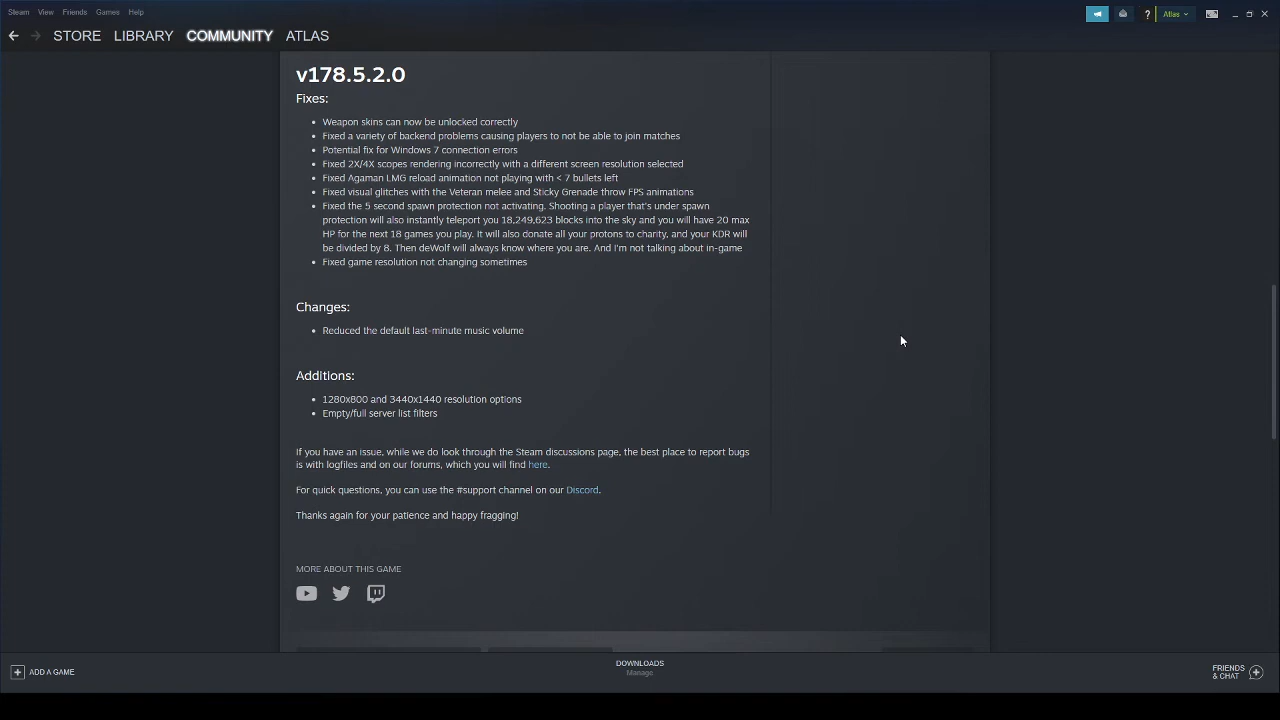 Steam View Friends Games Help
Atlas
STORE LIBRARY COMMUNITY ATLAS
v178.5.2.0
Fixes:
• Weapon skins can now be unlocked correctly
• Fixed a variety of backend problems causing players to not be able to join matches
• Potential fix for Windows 7 connection errors
• Fixed 2X/4X scopes rendering incorrectly with a different screen resolution selected
• Fixed Agaman LMG reload animation not playing with < 7 bullets left
• Fixed visual glitches with the Veteran melee and Sticky Grenade throw FPS animations
• Fixed the 5 second spawn protection not activating. Shooting a player that's under spawn
protection will also instantly teleport you 18,249,623 blocks into the sky and you will have 20 max
HP for the next 18 games you play. It will also donate all your protons to charity, and your KDR will
be divided by 8. Then deWolf will always know where you are. And I'm not talking about in-game
• Fixed game resolution not changing sometimes
Changes:
• Reduced the default last-minute music volume
Additions:
• 1280x800 and 3440x1440 resolution options
• Empty/full server list filters
If you have an issue, while we do look through the Steam discussions page, the best place to report bugs
is with logfiles and on our forums, which you will find here.
For quick questions, you can use the #support channel on our Discord.
Thanks again for your patience and happy fragging!
MORE ABOUT THIS GAME
ADD A GAME
DOWNLOADS
Manage
FRIENDS
& CHAT